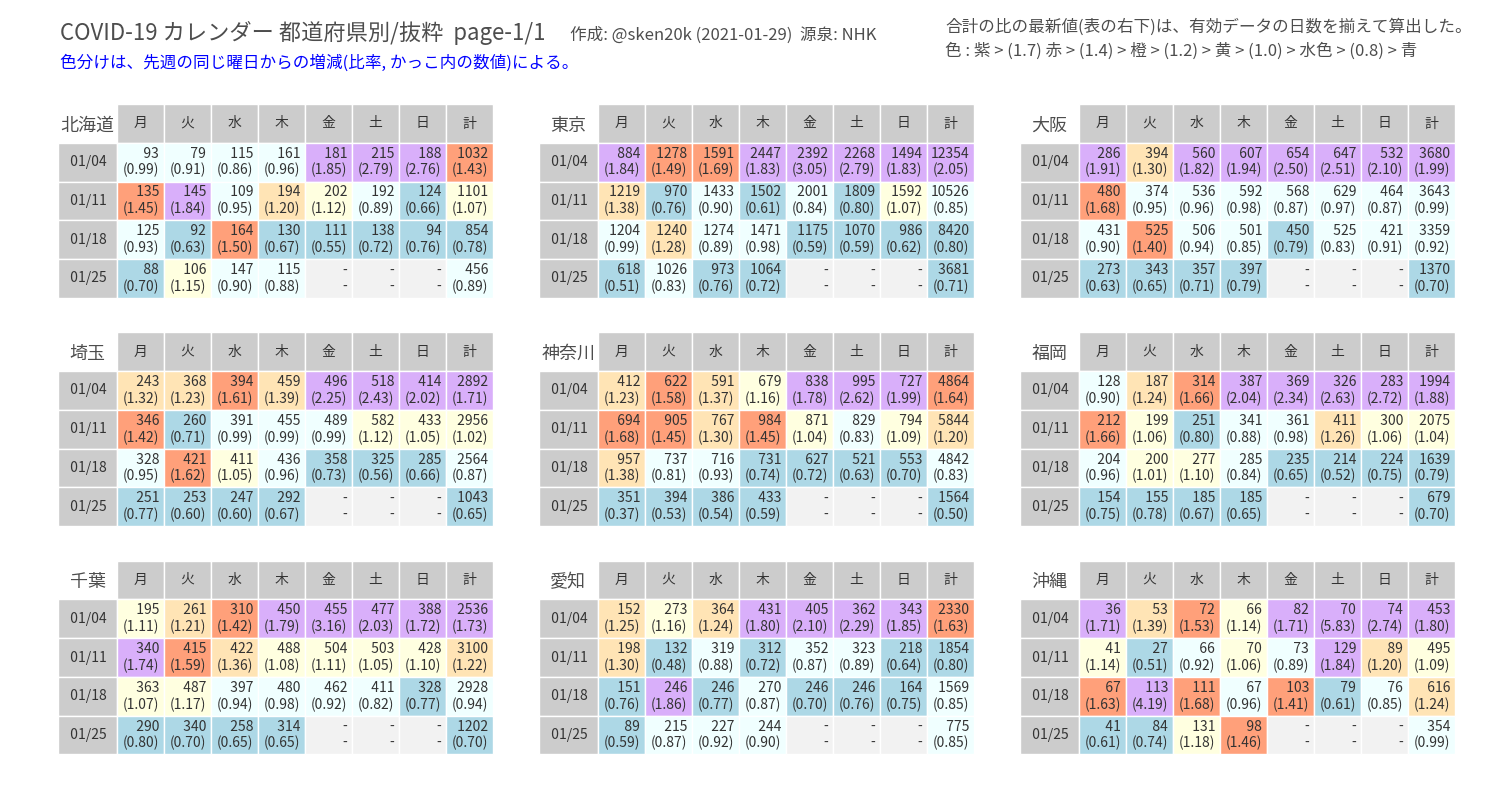 COVID-19 カレンダー 都道府県別/抜粋 page-1/1 作成: @sken20k (2021-01-29) 源泉: NHK
合計の比の最新値(表の右下)は、有効データの日数を揃えて算出した。
色分けは、先週の同じ曜日からの増減(比率, かっこ内の数値)による。
色 : 紫 > (1.7) 赤 > (1.4) > 橙 > (1.2) > 黄 > (1.0) > 水色 > (0.8) > 青
北海道 月 火 水 木 金 土 日 計
01/04 93 79 115 161 181 215 188 1032
(0.99) (0.91) (0.86) (0.96) (1.85) (2.79) (2.76) (1.43)
01/11 135 145 109 194 202 192 124 1101
(1.45) (1.84) (0.95) (1.20) (1.12) (0.89) (0.66) (1.07)
01/18 125 92 164 130 111 138 94 854
(0.93) (0.63) (1.50) (0.67) (0.55) (0.72) (0.76) (0.78)
01/25 88 106 147 115 - - - 456
(0.70) (1.15) (0.90) (0.88) - - - (0.89)
東京 月 火 水 木 金 土 日 計
01/04 884 1278 1591 2447 2392 2268 1494 12354
(1.84) (1.49) (1.69) (1.83) (3.05) (2.79) (1.83) (2.05)
01/11 1219 970 1433 1502 2001 1809 1592 10526
(1.38) (0.76) (0.90) (0.61) (0.84) (0.80) (1.07) (0.85)
01/18 1204 1240 1274 1471 1175 1070 986 8420
(0.99) (1.28) (0.89) (0.98) (0.59) (0.59) (0.62) (0.80)
01/25 618 1026 973 1064 - - - 3681
(0.51) (0.83) (0.76) (0.72) - - - (0.71)
大阪 月 火 水 木 金 土 日 計
01/04 286 394 560 607 654 647 532 3680
(1.91) (1.30) (1.82) (1.94) (2.50) (2.51) (2.10) (1.99)
01/11 480 374 536 592 568 629 464 3643
(1.68) (0.95) (0.96) (0.98) (0.87) (0.97) (0.87) (0.99)
01/18 431 525 506 501 450 525 421 3359
(0.90) (1.40) (0.94) (0.85) (0.79) (0.83) (0.91) (0.92)
01/25 273 343 357 397 - - - 1370
(0.63) (0.65) (0.71) (0.79) - - - (0.70)
埼玉 月 火 水 木 金 土 日 計
01/04 243 368 394 459 496 518 414 2892
(1.32) (1.23) (1.61) (1.39) (2.25) (2.43) (2.02) (1.71)
01/11 346 260 391 455 489 582 433 2956
(1.42) (0.71) (0.99) (0.99) (0.99) (1.12) (1.05) (1.02)
01/18 328 421 411 436 358 325 285 2564
(0.95) (1.62) (1.05) (0.96) (0.73) (0.56) (0.66) (0.87)
01/25 251 253 247 292 - - - 1043
(0.77) (0.60) (0.60) (0.67) - - - (0.65)
神奈川 月 火 水 木 金 土 日 計
01/04 412 622 591 679 838 995 727 4864
(1.23) (1.58) (1.37) (1.16) (1.78) (2.62) (1.99) (1.64)
01/11 694 905 767 984 871 829 794 5844
(1.68) (1.45) (1.30) (1.45) (1.04) (0.83) (1.09) (1.20)
01/18 957 737 716 731 627 521 553 4842
(1.38) (0.81) (0.93) (0.74) (0.72) (0.63) (0.70) (0.83)
01/25 351 394 386 433 - - - 1564
(0.37) (0.53) (0.54) (0.59) - - - (0.50)
福岡 月 火 水 木 金 土 日 計
01/04 128 187 314 387 369 326 283 1994
(0.90) (1.24) (1.66) (2.04) (2.34) (2.63) (2.72) (1.88)
01/11 212 199 251 341 361 411 300 2075
(1.66) (1.06) (0.80) (0.88) (0.98) (1.26) (1.06) (1.04)
01/18 204 200 277 285 235 214 224 1639
(0.96) (1.01) (1.10) (0.84) (0.65) (0.52) (0.75) (0.79)
01/25 154 155 185 185 - - - 679
(0.75) (0.78) (0.67) (0.65) - - - (0.70)
千葉 月 火 水 木 金 土 日 計
01/04 195 261 310 450 455 477 388 2536
(1.11) (1.21) (1.42) (1.79) (3.16) (2.03) (1.72) (1.73)
01/11 340 415 422 488 504 503 428 3100
(1.74) (1.59) (1.36) (1.08) (1.11) (1.05) (1.10) (1.22)
01/18 363 487 397 480 462 411 328 2928
(1.07) (1.17) (0.94) (0.98) (0.92) (0.82) (0.77) (0.94)
01/25 290 340 258 314 - - - 1202
(0.80) (0.70) (0.65) (0.65) - - - (0.70)
愛知 月 火 水 木 金 土 日 計
01/04 152 273 364 431 405 362 343 2330
(1.25) (1.16) (1.24) (1.80) (2.10) (2.29) (1.85) (1.63)
01/11 198 132 319 312 352 323 218 1854
(1.30) (0.48) (0.88) (0.72) (0.87) (0.89) (0.64) (0.80)
01/18 151 246 246 270 246 246 164 1569
(0.76) (1.86) (0.77) (0.87) (0.70) (0.76) (0.75) (0.85)
01/25 89 215 227 244 - - - 775
(0.59) (0.87) (0.92) (0.90) - - - (0.85)
沖縄 月 火 水 木 金 土 日 計
01/04 36 53 72 66 82 70 74 453
(1.71) (1.39) (1.53) (1.14) (1.71) (5.83) (2.74) (1.80)
01/11 41 27 66 70 73 129 89 495
(1.14) (0.51) (0.92) (1.06) (0.89) (1.84) (1.20) (1.09)
01/18 67 113 111 67 103 79 76 616
(1.63) (4.19) (1.68) (0.96) (1.41) (0.61) (0.85) (1.24)
01/25 41 84 131 98 - - - 354
(0.61) (0.74) (1.18) (1.46) - - - (0.99)